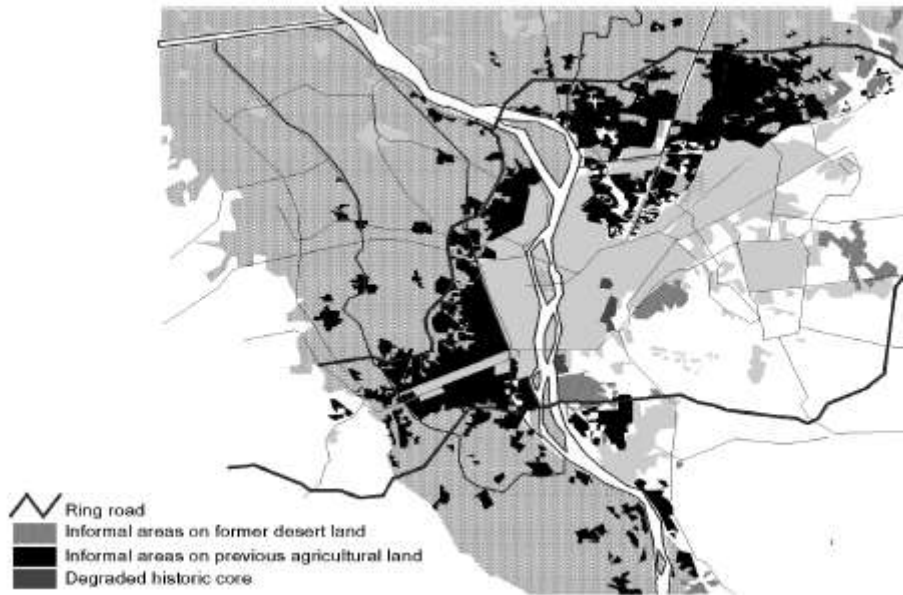 Ring road
Informal areas on former desert land
Informal areas on previous agricultural land
Degraded historic core